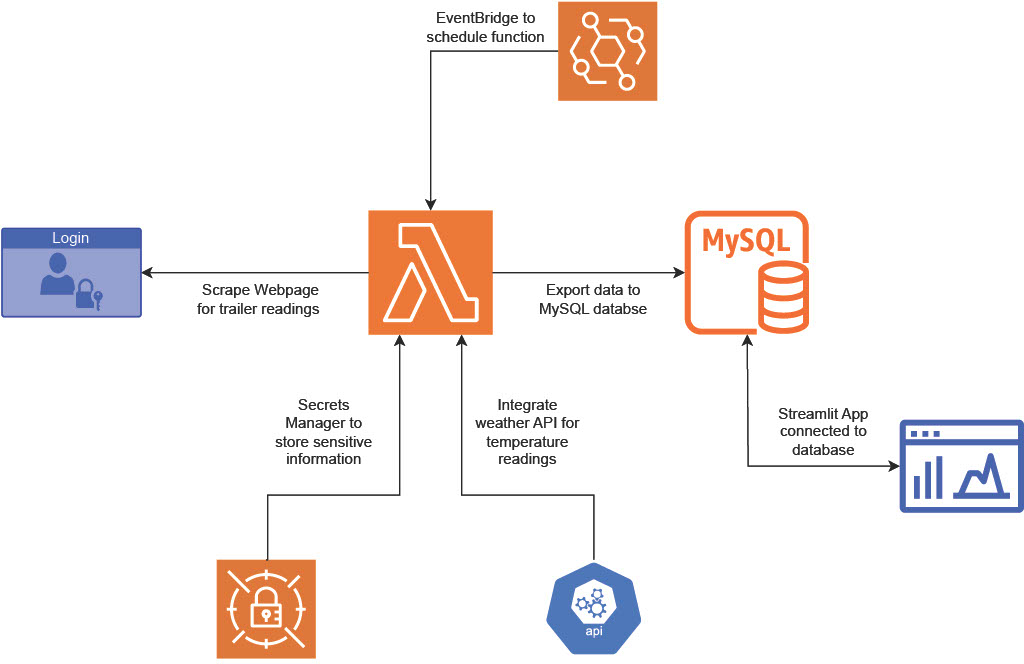 EventBridge to
schedule function
Login
Scrape Webpage
for trailer readings
MySQL
Export data to
MySQL databse
Secrets
Manager to
store sensitive
information
Integrate
weather API for
temperature
readings
Streamlit App
connected to
database
api